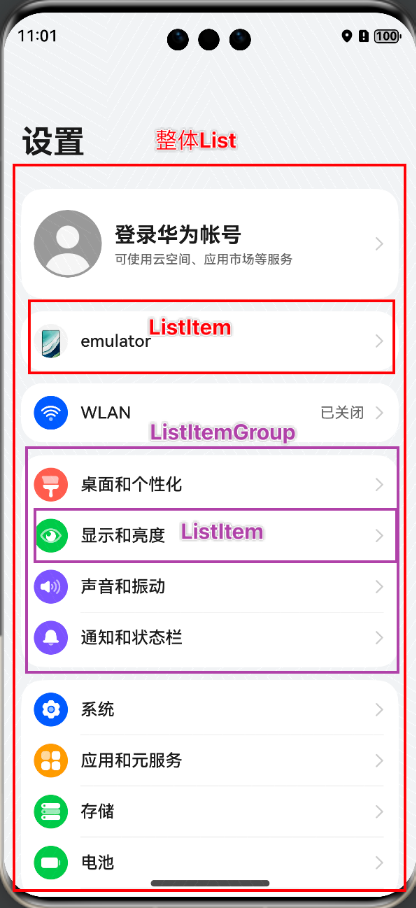 11:01
100
设置
整体List
登录华为帐号
可使用云空间、应用市场等服务
ListItem
emulator
WLAN
已关闭
ListItemGroup
桌面和个性化
显示和亮度
ListItem
声音和振动
通知和状态栏
系统
应用和元服务
存储
电池